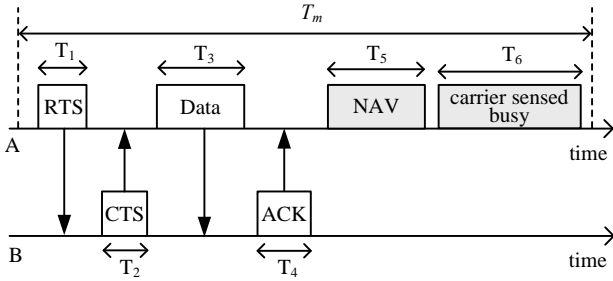 T_m
T_1 T_3 T_5 T_6
RTS Data NAV carrier sensed busy
A time
CTS ACK
B time
T_2 T_4